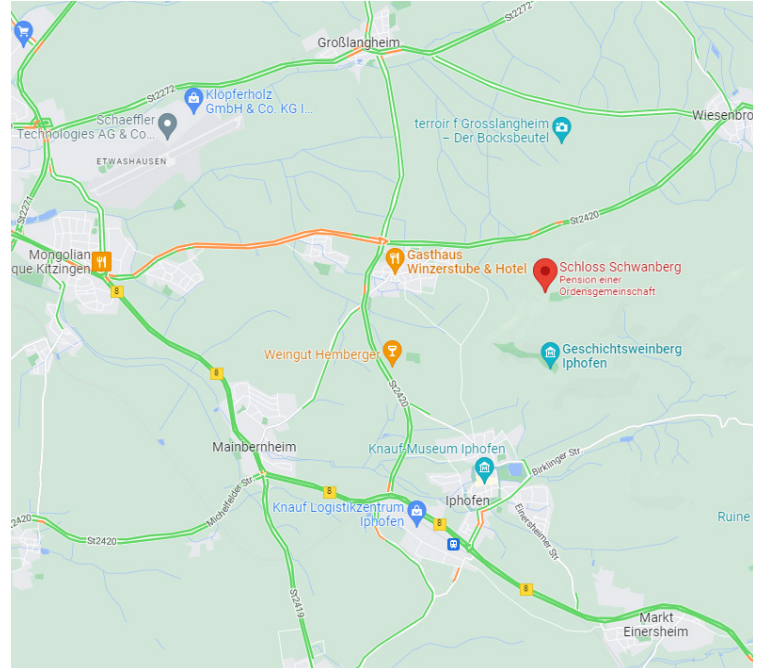 St2272
Großlangheim
St2272
Klopferholz
GmbH & Co. KG I...
Schaeffler
Technologies AG & Co...
terroir f Grosslangheim
– Der Bocksbeutel
Wiesenbro
ETWASHAUSEN
St2271
St2420
Mongolian
que Kitzingen
Gasthaus
Winzerstube & Hotel
Schloss Schwanberg
Pension einer
Ordensgemeinschaft
8
Weingut Hemberger
Geschichtsweinberg
Iphofen
8
St2420
Mainbernheim
Knauf-Museum Iphofen
Birklinger Str
Michelfelder Str
8
Iphofen
Knauf Logistikzentrum
Iphofen
8
Einersheimer Str
Ruine
2420
St2420
8
St2419
Markt
Einersheim